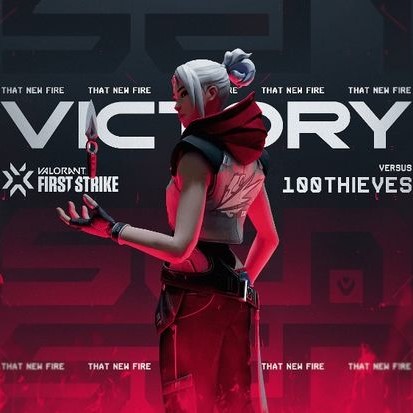 THAT NEW FIRE THAT NEW FIRE THAT NEW FIRE THAT NEW FIRE
VICTORY
VALORANT
FIRST STRIKE
VERSUS
100THIEVES
THAT NEW FIRE THAT NEW FIRE THAT NEW FIRE THAT NEW FIRE